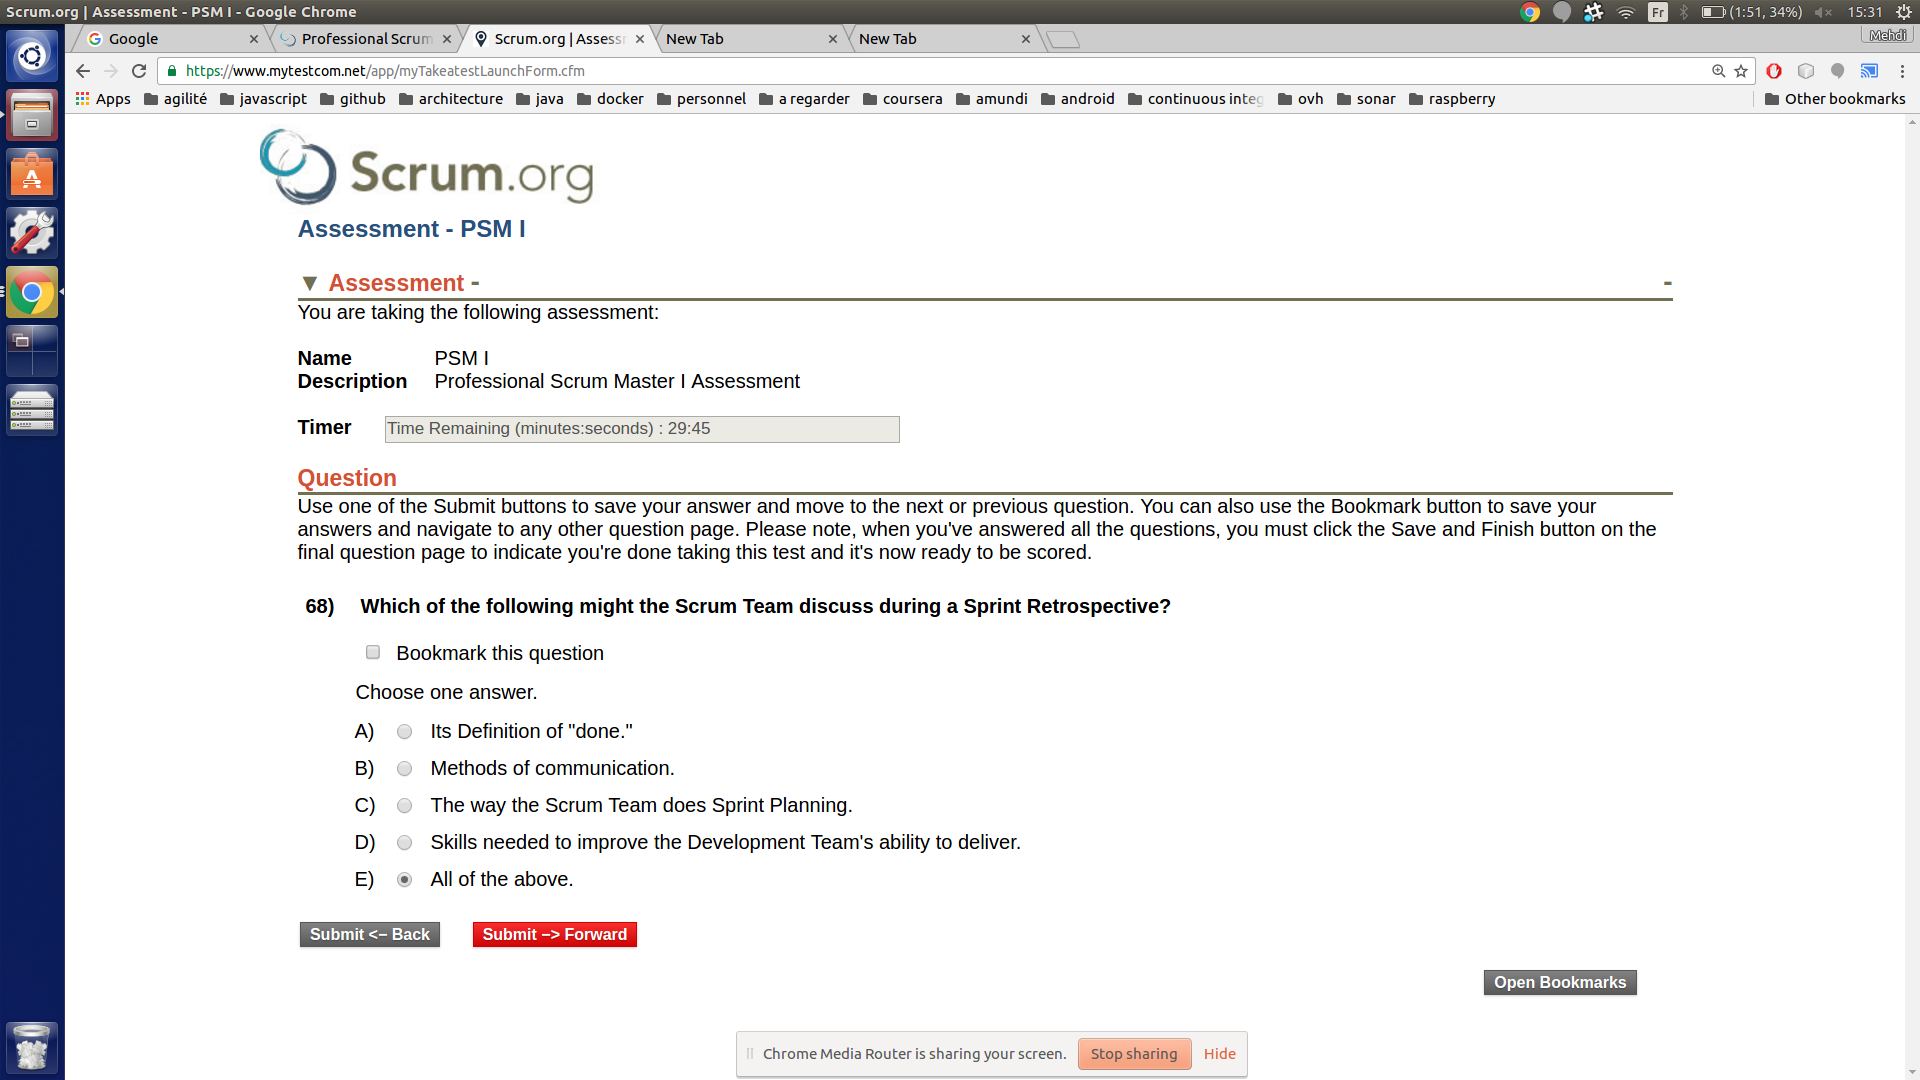 Scrum.org | Assessment - PSM I - Google Chrome
Fr
(1:51, 34%)
15:31
Google
Professional Scrum
Scrum.org | Assess
New Tab
New Tab
Mehdi
https://www.mytestcom.net/app/myTakeatestLaunchForm.cfm
Apps agilité javascript github architecture java docker personnel a regarder coursera amundi android continuous integ ovh sonar raspberry Other bookmarks
Scrum.org
Assessment - PSM I
▼ Assessment - -
You are taking the following assessment:
Name PSM I
Description Professional Scrum Master I Assessment
Timer Time Remaining (minutes:seconds) : 29:45
Question
Use one of the Submit buttons to save your answer and move to the next or previous question. You can also use the Bookmark button to save your
answers and navigate to any other question page. Please note, when you've answered all the questions, you must click the Save and Finish button on the
final question page to indicate you're done taking this test and it's now ready to be scored.
68) Which of the following might the Scrum Team discuss during a Sprint Retrospective?
Bookmark this question
Choose one answer.
A) Its Definition of "done."
B) Methods of communication.
C) The way the Scrum Team does Sprint Planning.
D) Skills needed to improve the Development Team's ability to deliver.
E) All of the above.
Submit <– Back Submit –> Forward
Open Bookmarks
Chrome Media Router is sharing your screen. Stop sharing Hide